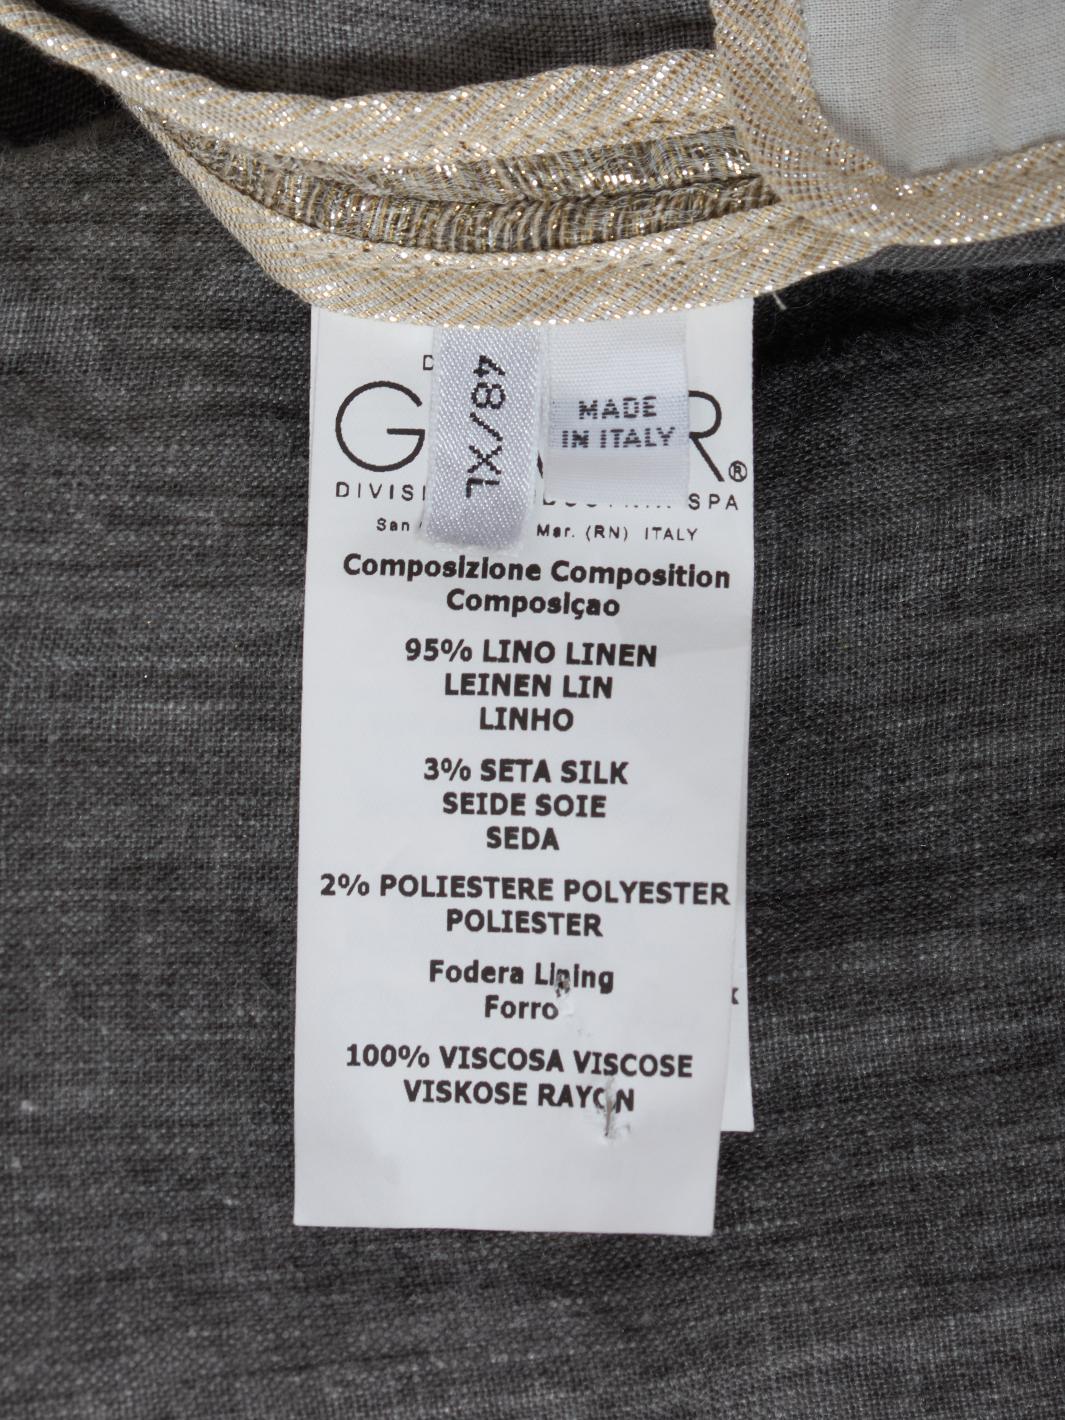 48/XL
MADE
IN ITALY
SPA
San Mar. (RN) ITALY
Composizione Composition
Composiçao
95% LINO LINEN
LEINEN LIN
LINHO
3% SETA SILK
SEIDE SOIE
SEDA
2% POLIESTERE POLYESTER
POLIESTER
Fodera Lining
Forro
100% VISCOSA VISCOSE
VISKOSE RAYON